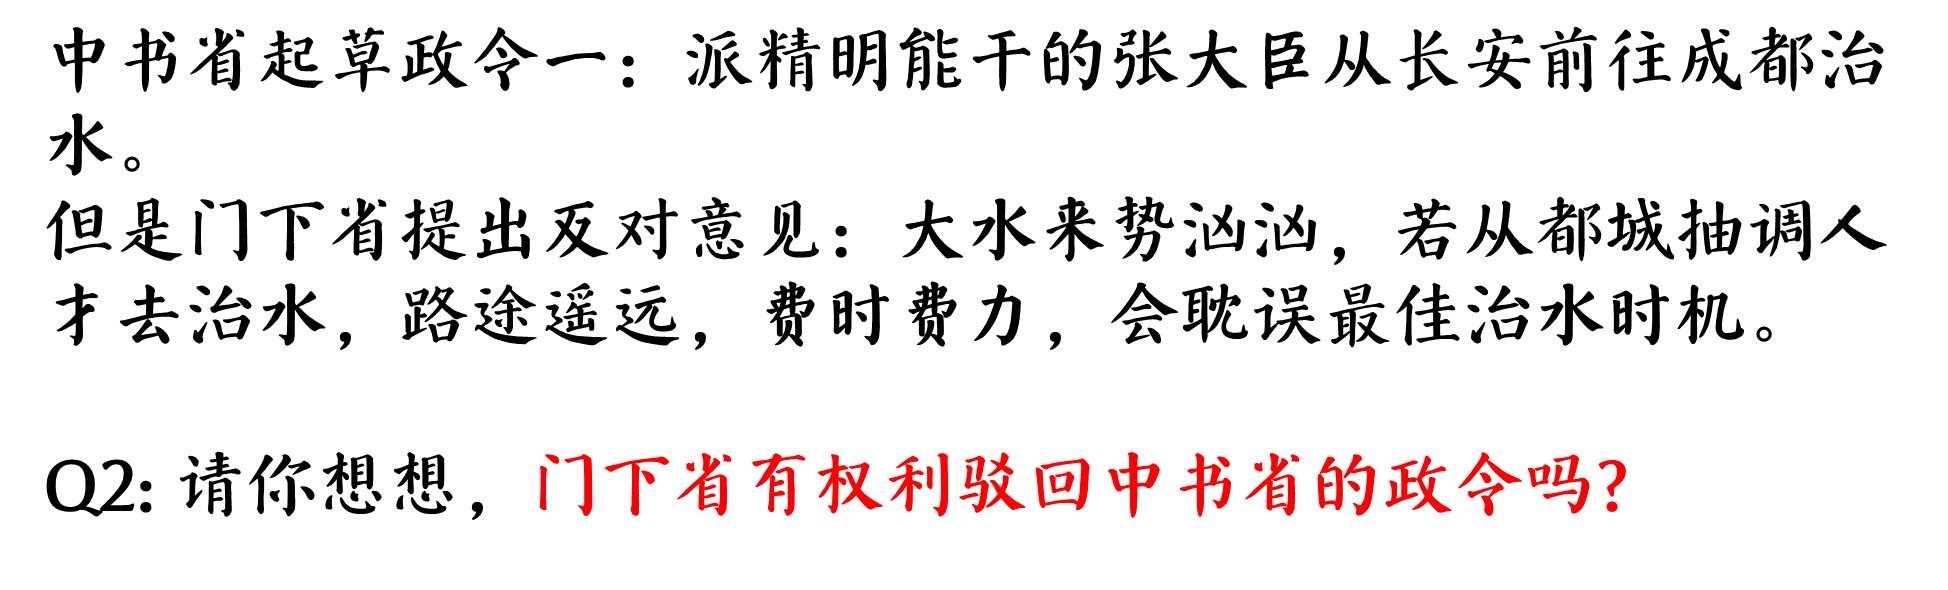 中书省起草政令一：派精明能干的张大臣从长安前往成都治
水。
但是门下省提出反对意见：大水来势汹汹，若从都城抽调人
才去治水，路途遥远，费时费力，会耽误最佳治水时机。
Q2: 请你想想，门下省有权利驳回中书省的政令吗？